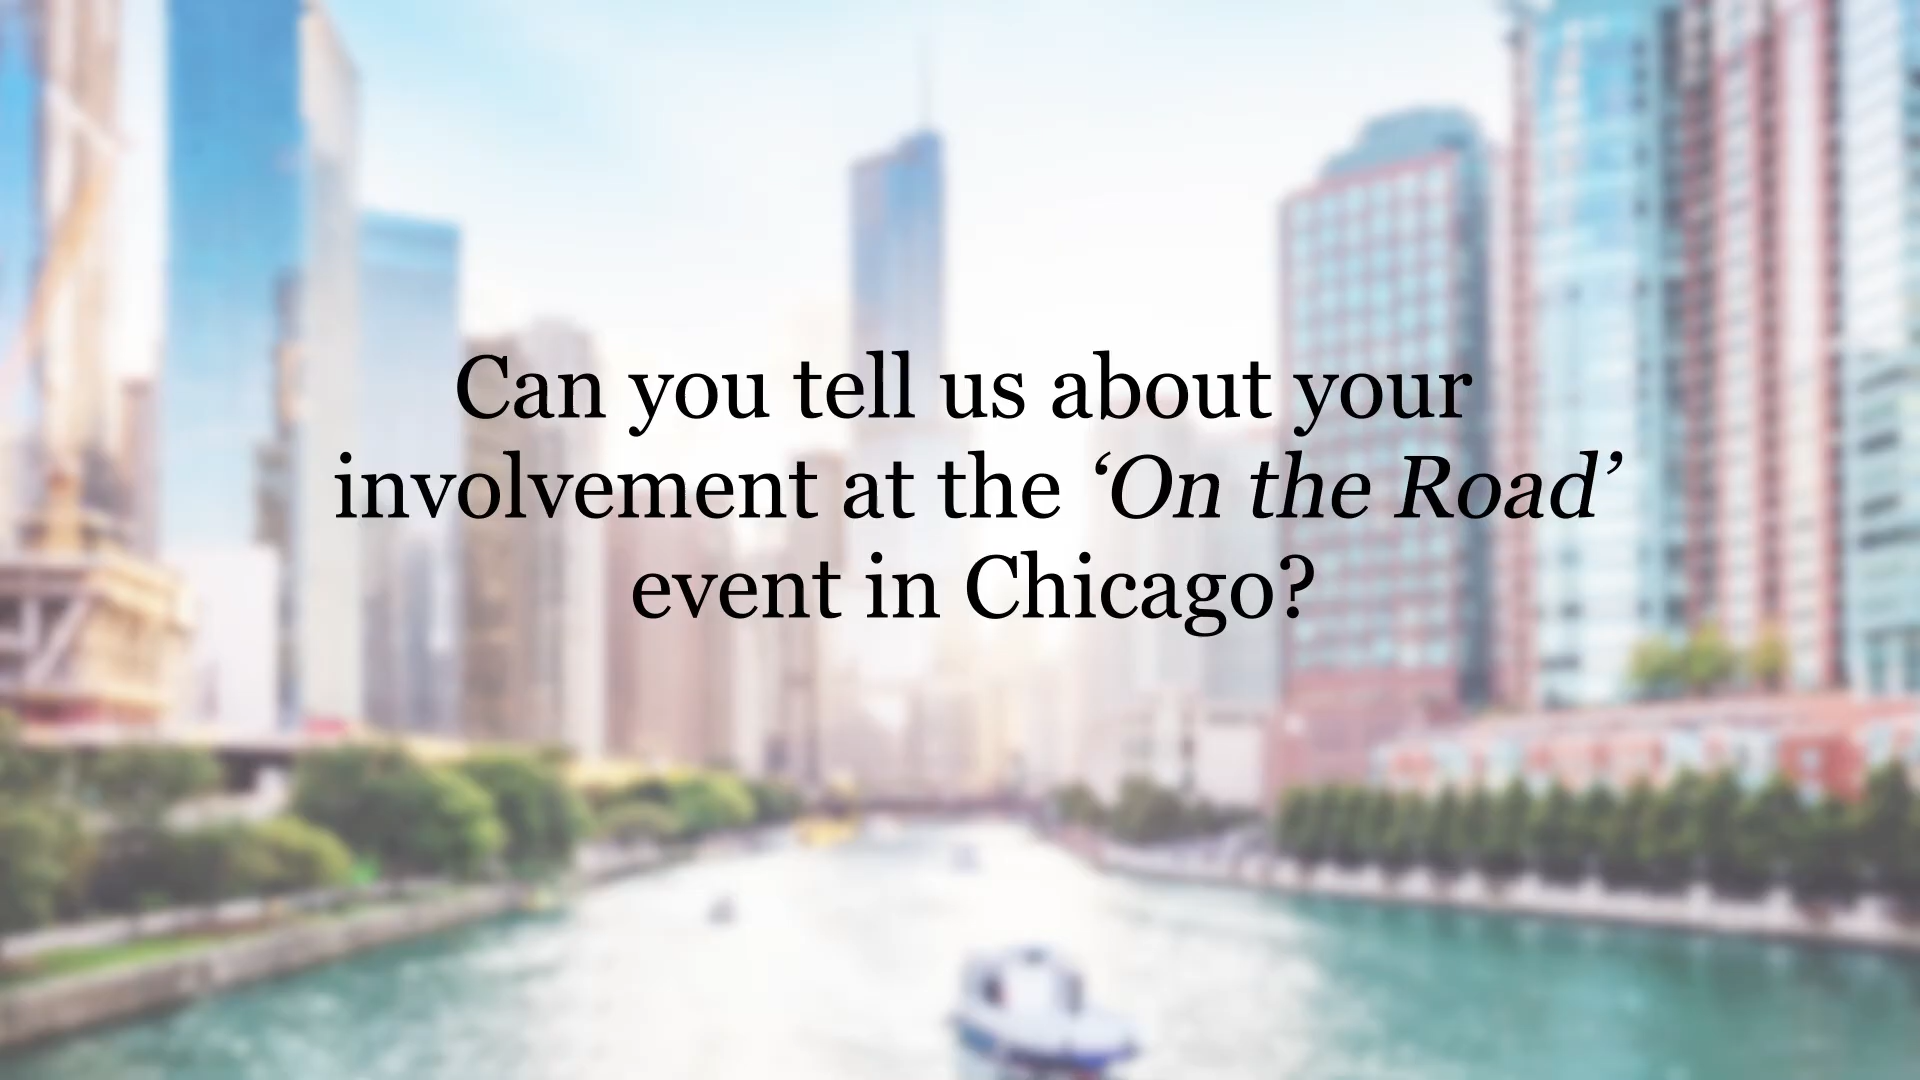 Can you tell us about your
involvement at the ‘On the Road’
event in Chicago?